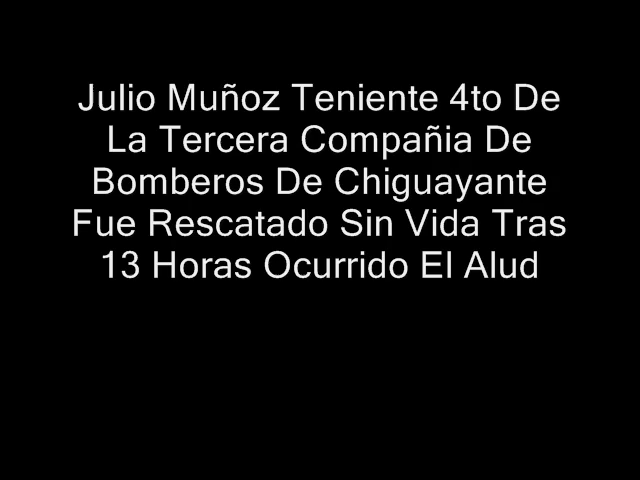 Julio Muñoz Teniente 4to De
La Tercera Compañia De
Bomberos De Chiguayante
Fue Rescatado Sin Vida Tras
13 Horas Ocurrido El Alud